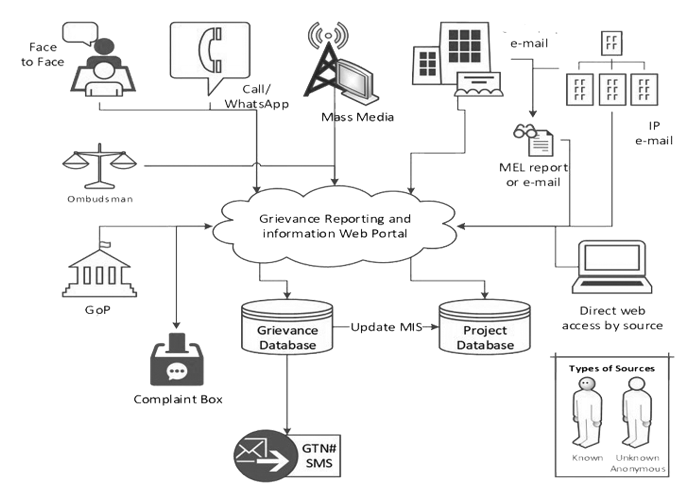 Face
to Face
Call/
WhatsApp
Mass Media
e-mail
IP
e-mail
MEL report
or e-mail
Ombudsman
Grievance Reporting and
information Web Portal
GoP
Direct web
access by source
Grievance
Database
Update MIS
Project
Database
Complaint Box
Types of Sources
Known
Unknown
Anonymous
GTN#
SMS